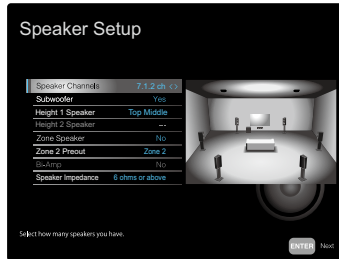 Speaker Setup
Speaker Channels 7.1.2 ch <>
Subwoofer Yes
Height 1 Speaker Top Middle
Height 2 Speaker ---
Zone Speaker No
Zone 2 Preout Zone 2
Bi-Amp No
Speaker Impedance 6 ohms or above
Select how many speakers you have.
ENTER Next